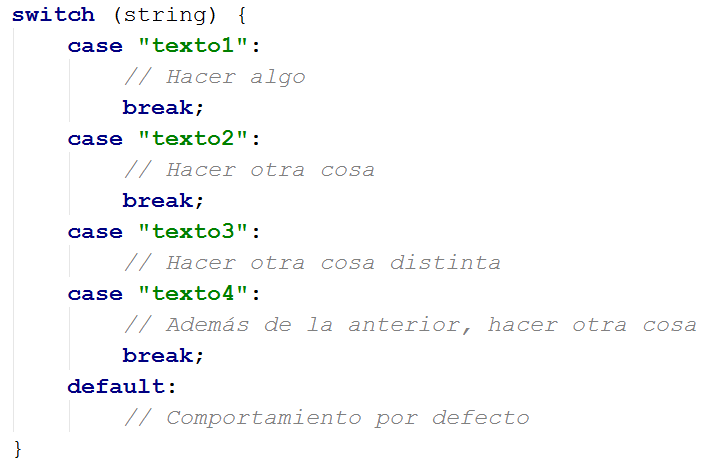 switch (string) {
    case "texto1":
        // Hacer algo
        break;
    case "texto2":
        // Hacer otra cosa
        break;
    case "texto3":
        // Hacer otra cosa distinta
    case "texto4":
        // Además de la anterior, hacer otra cosa
        break;
    default:
        // Comportamiento por defecto
}